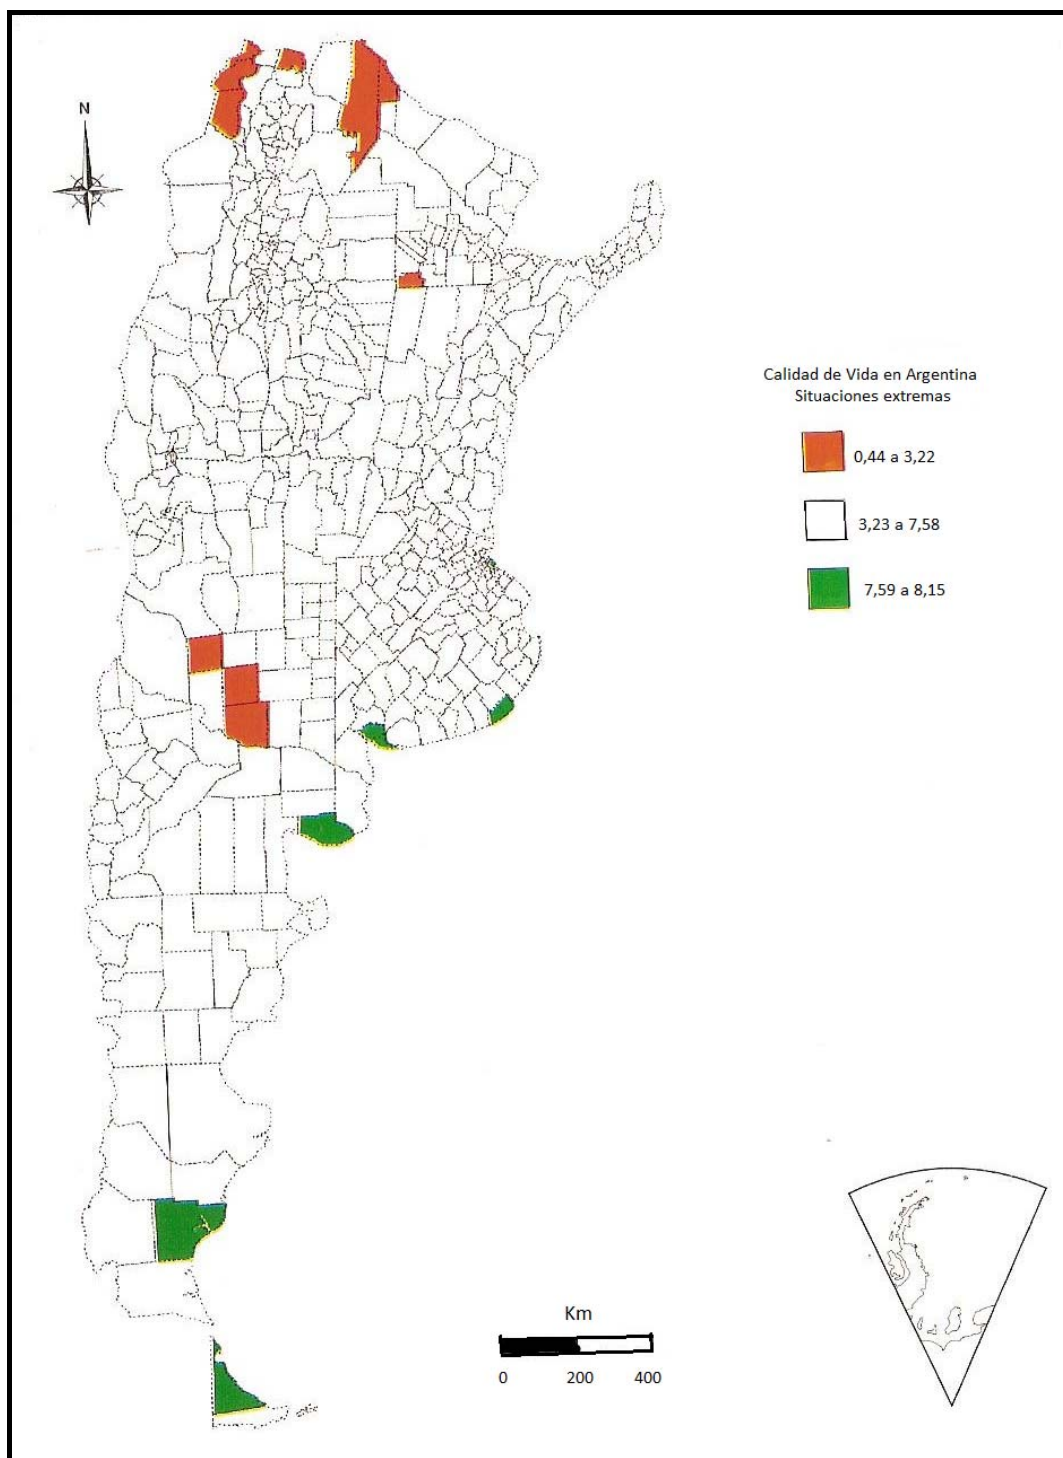 N
Calidad de Vida en Argentina
Situaciones extremas
0,44 a 3,22
3,23 a 7,58
7,59 a 8,15
Km
0 200 400